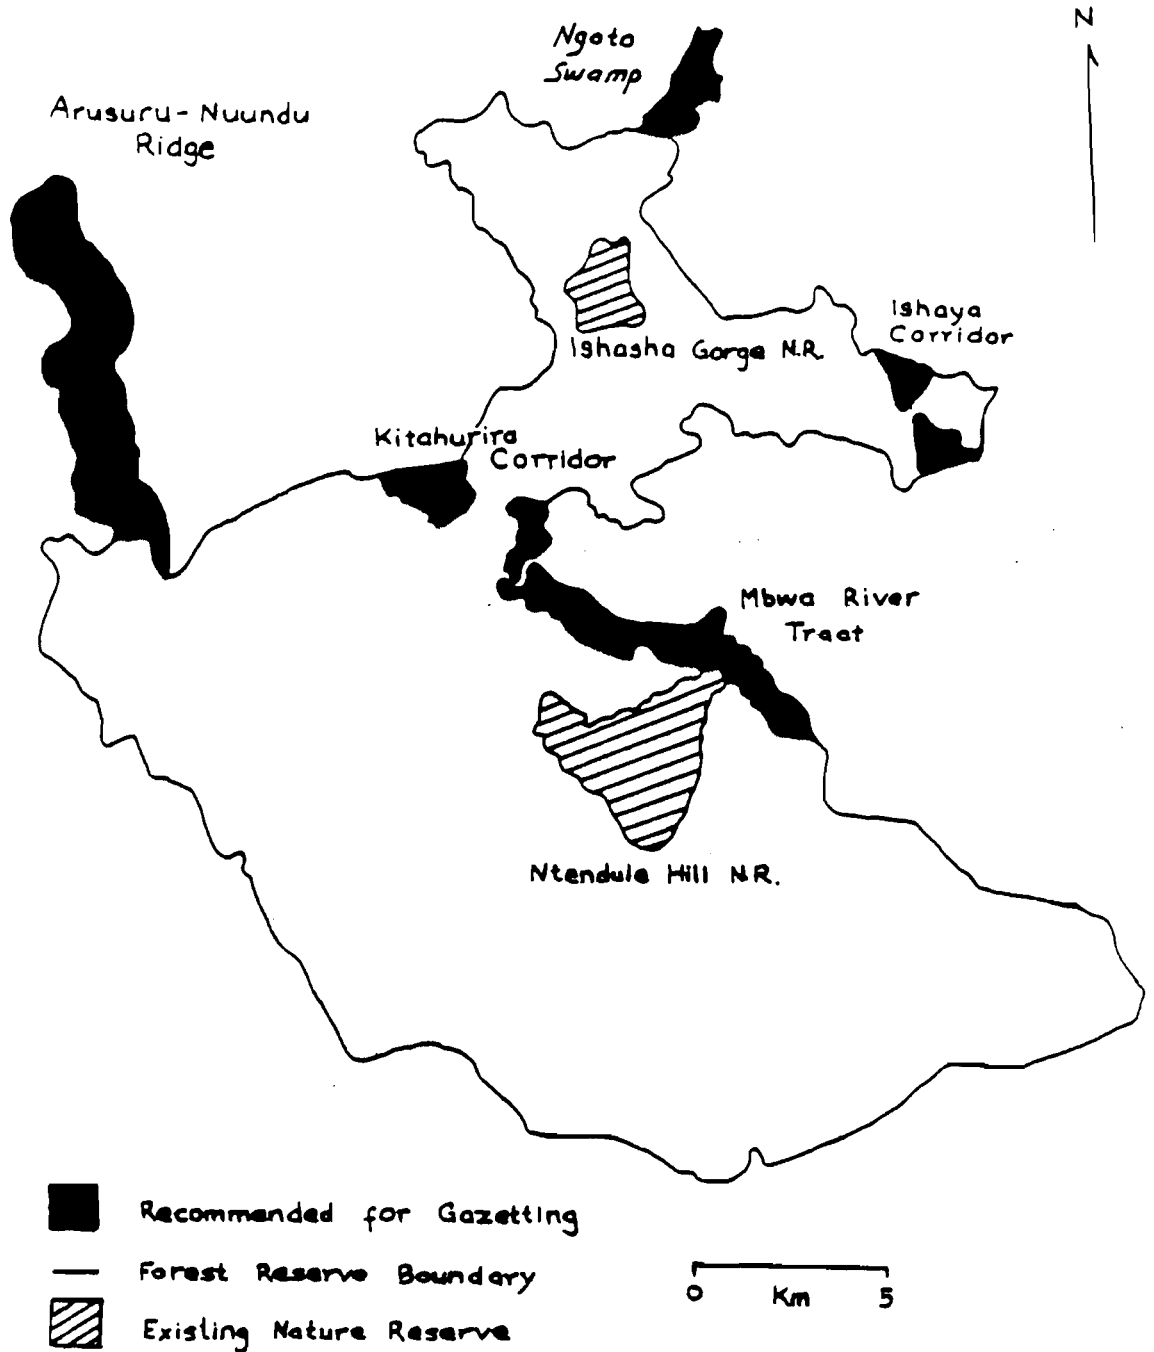 N
Ngoto
Swamp
Arusuru - Nuundu
Ridge
Ishaya
Corridor
Ishasha Gorge N.R.
Kitahurira
Corridor
Mbwa River
Tract
Ntendule Hill N.R.
Recommended for Gazetting
Forest Reserve Boundary
0 Km 5
Existing Nature Reserve